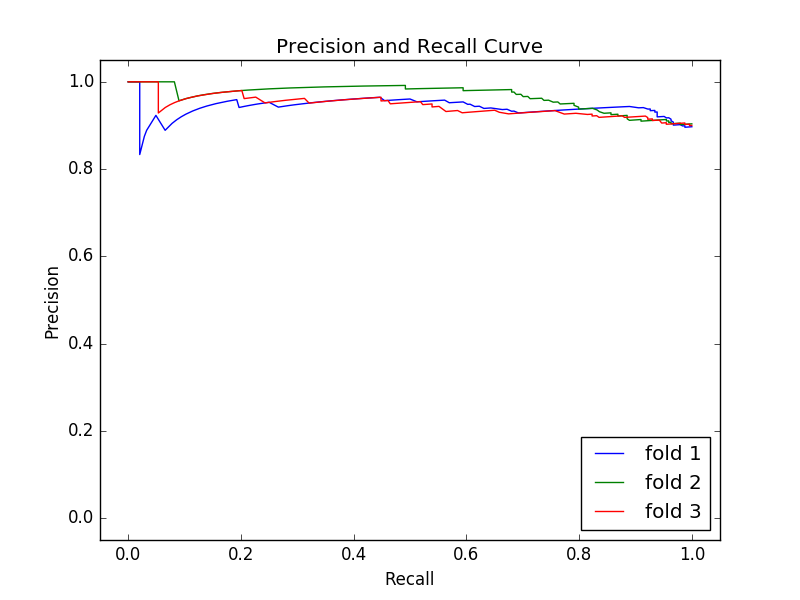 Precision and Recall Curve
1.0
0.8
0.6
0.4
0.2
0.0
Precision
0.0 0.2 0.4 0.6 0.8 1.0
Recall
fold 1
fold 2
fold 3